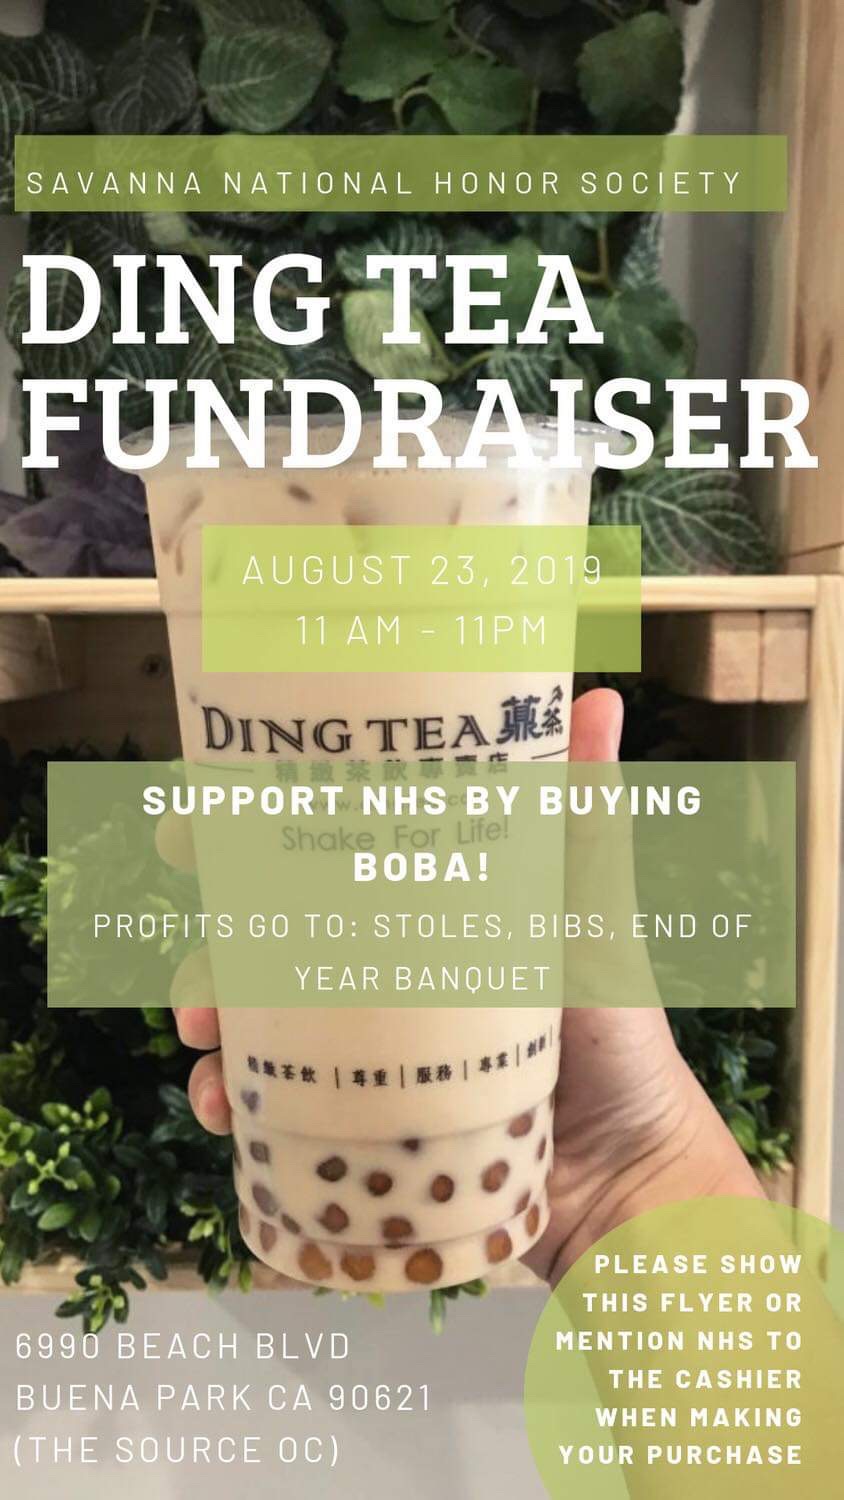 SAVANNA NATIONAL HONOR SOCIETY
DING TEA
FUNDRAISER
AUGUST 23, 2019
11 AM - 11PM
DING TEA 薡茶
精緻茶飲專賣店
SUPPORT NHS BY BUYING
Shake For Life!
BOBA!
PROFITS GO TO: STOLES, BIBS, END OF
YEAR BANQUET
精緻茶飲 | 尊重 | 服務 | 專業 | 創新 |
6990 BEACH BLVD
BUENA PARK CA 90621
(THE SOURCE OC)
PLEASE SHOW
THIS FLYER OR
MENTION NHS TO
THE CASHIER
WHEN MAKING
YOUR PURCHASE